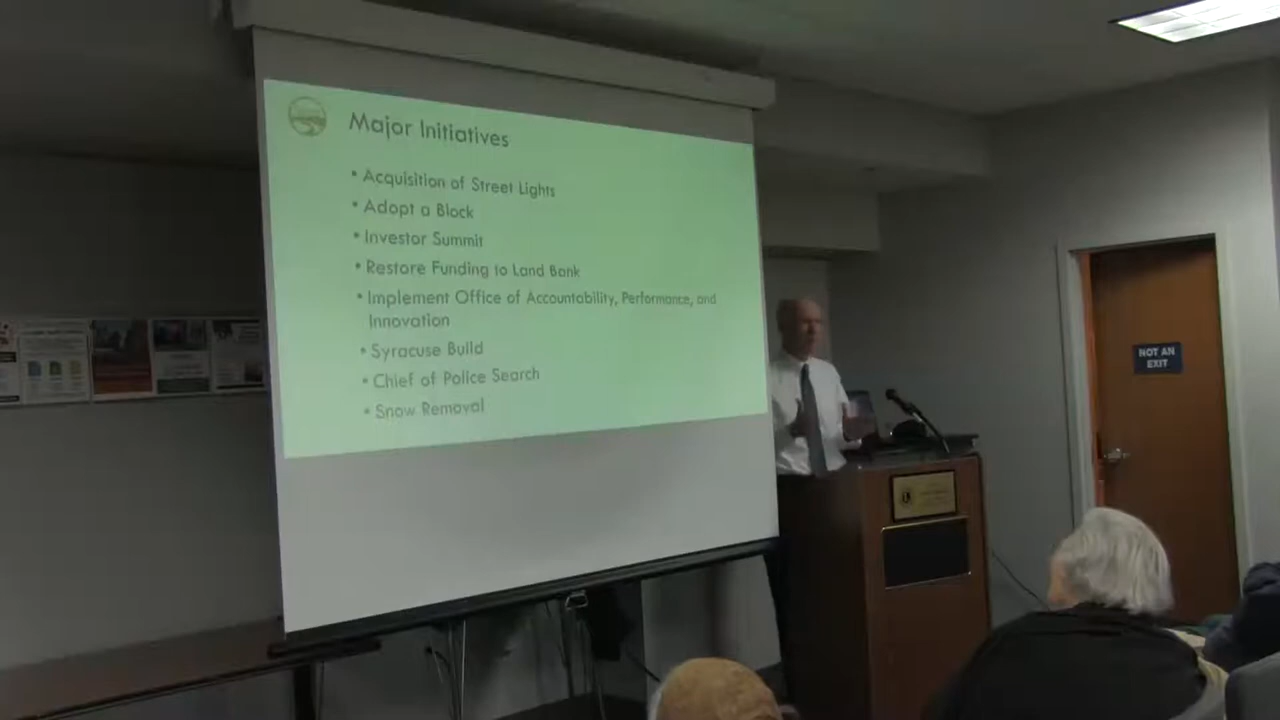 Major Initiatives
• Acquisition of Street Lights
• Adopt a Block
• Investor Summit
• Restore Funding to Land Bank
• Implement Office of Accountability, Performance, and
Innovation
• Syracuse Build
• Chief of Police Search
• Snow Removal
NOT AN
EXIT